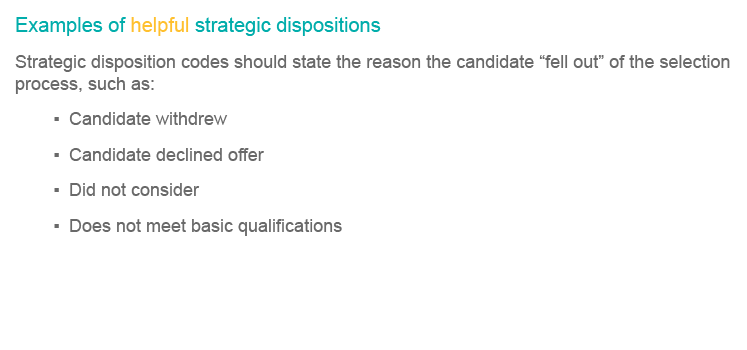 Examples of helpful strategic dispositions
Strategic disposition codes should state the reason the candidate “fell out” of the selection
process, such as:
▪ Candidate withdrew
▪ Candidate declined offer
▪ Did not consider
▪ Does not meet basic qualifications